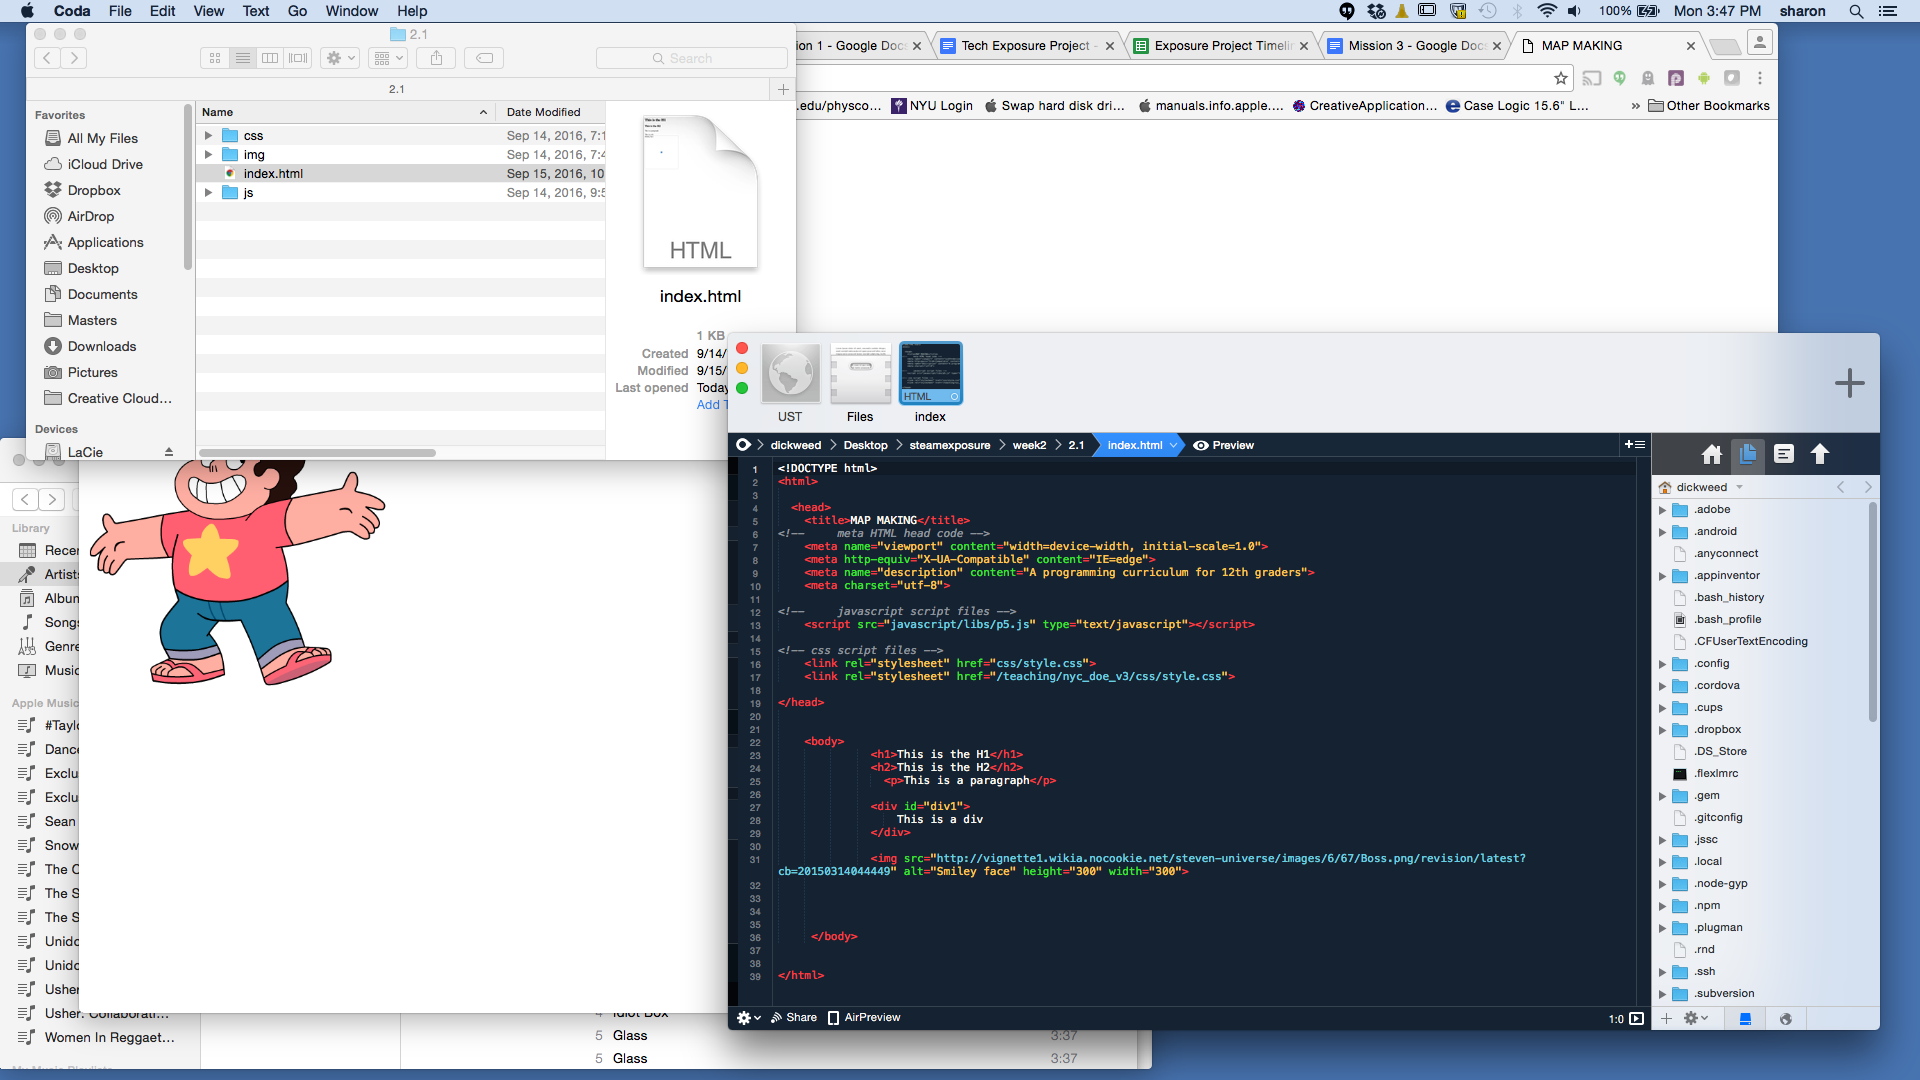 Coda File Edit View Text Go Window Help
100% Mon 3:47 PM sharon
2.1
Search
2.1
Favorites
All My Files
iCloud Drive
Dropbox
AirDrop
Applications
Desktop
Documents
Masters
Downloads
Pictures
Creative Cloud...
Devices
LaCie
Name Date Modified
css Sep 14, 2016, 7:1
img Sep 14, 2016, 7:4
index.html Sep 15, 2016, 10
js Sep 14, 2016, 9:5
HTML
index.html
1 KB
Created 9/14/
Modified 9/15/
Last opened Today
Add T
ion 1 - Google Docs
Tech Exposure Project -
Exposure Project Timelin
Mission 3 - Google Docs
MAP MAKING
.edu/physco...
NYU Login
Swap hard disk dri...
manuals.info.apple....
CreativeApplication...
Case Logic 15.6" L...
»
Other Bookmarks
UST
Files
HTML
index
dickweed
Desktop
steamexposure
week2
2.1
index.html
Preview
1 <!DOCTYPE html>
2 <html>
3
4 <head>
5 <title>MAP MAKING</title>
6 <!-- meta HTML head code -->
7 <meta name="viewport" content="width=device-width, initial-scale=1.0">
8 <meta http-equiv="X-UA-Compatible" content="IE=edge">
9 <meta name="description" content="A programming curriculum for 12th graders">
10 <meta charset="utf-8">
11
12 <!-- javascript script files -->
13 <script src="javascript/libs/p5.js" type="text/javascript"></script>
14
15 <!-- css script files -->
16 <link rel="stylesheet" href="css/style.css">
17 <link rel="stylesheet" href="/teaching/nyc_doe_v3/css/style.css">
18
19 </head>
20
21
22 <body>
23 <h1>This is the H1</h1>
24 <h2>This is the H2</h2>
25 <p>This is a paragraph</p>
26
27 <div id="div1">
28 This is a div
29 </div>
30
31 <img src="http://vignette1.wikia.nocookie.net/steven-universe/images/6/67/Boss.png/revision/latest?
cb=20150314044449" alt="Smiley face" height="300" width="300">
32
33
34
35
36 </body>
37
38
39 </html>
Share
AirPreview
1:0
dickweed
.adobe
.android
.anyconnect
.appinventor
.bash_history
.bash_profile
.CFUserTextEncoding
.config
.cordova
.cups
.dropbox
.DS_Store
.flexlmrc
.gem
.gitconfig
.jssc
.local
.node-gyp
.npm
.plugman
.rnd
.ssh
.subversion
Library
Recen
Artists
Album
Songs
Genre
Music
Apple Music
#Taylo
Dance
Exclu
Exclu
Sean
Snow
The C
The S
The S
Unido
Unido
Usher
Usher: Collaborati...
Women In Reggaet...
4 Idiot Box
5 Glass 3:37
5 Glass 3:37